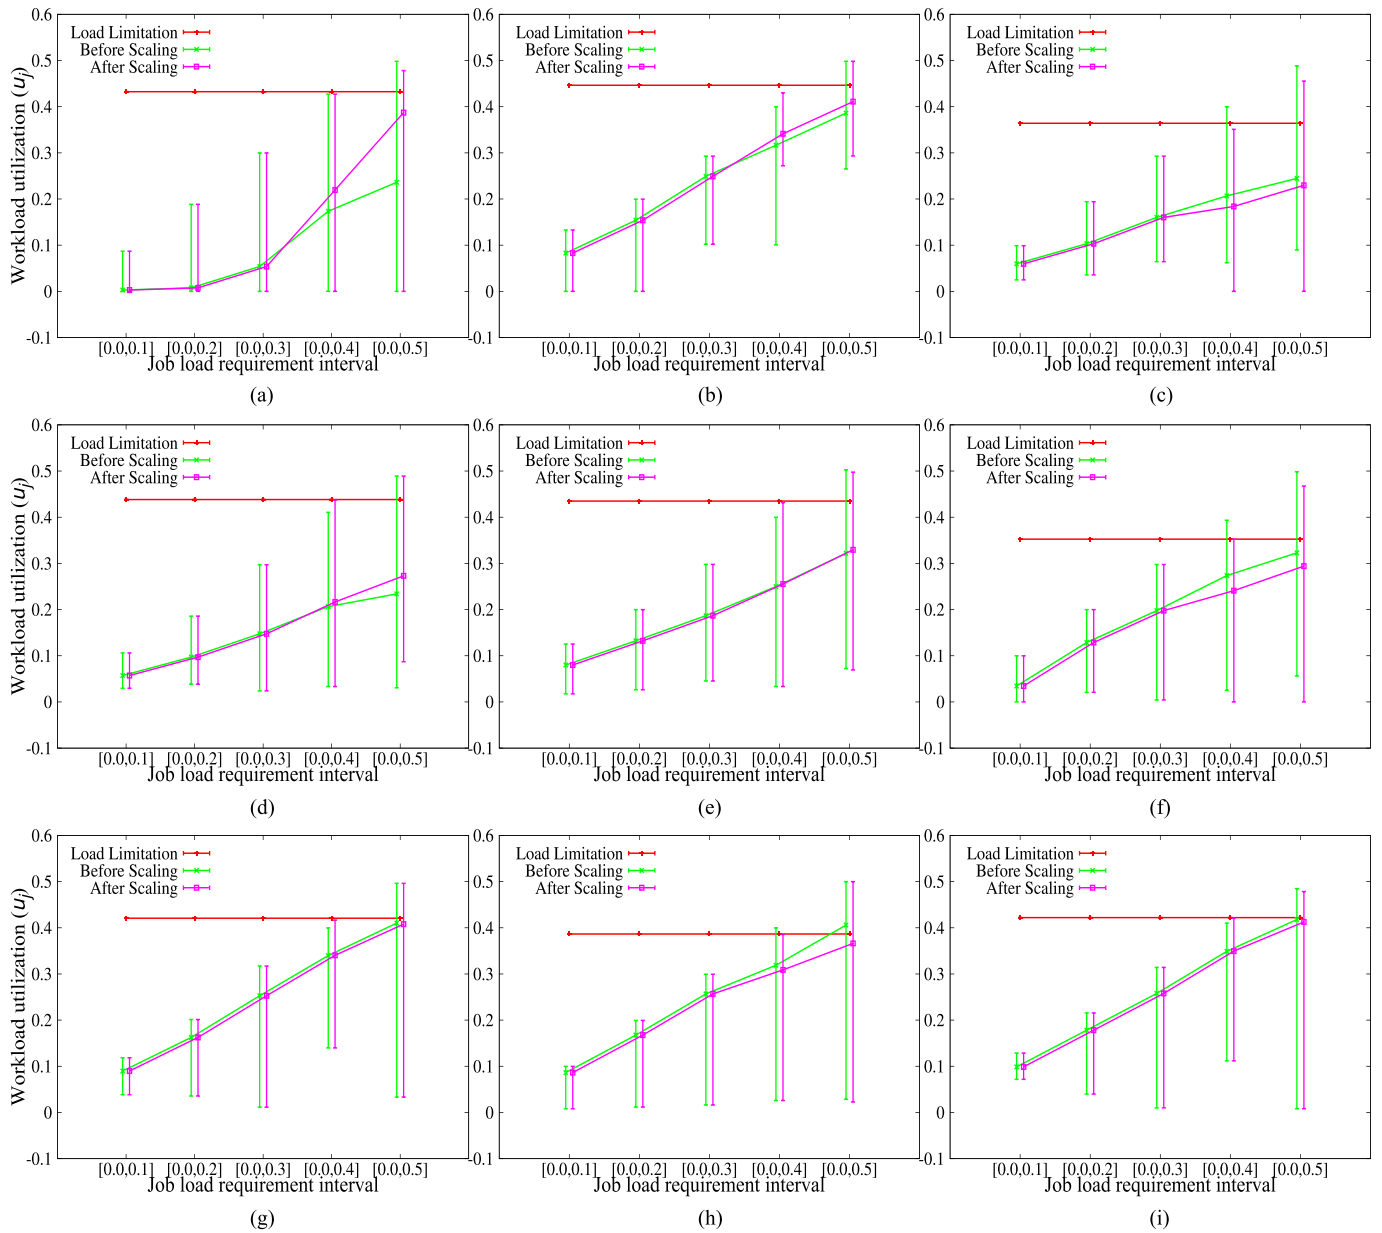 0.6
0.5
0.4
0.3
0.2
0.1
0
-0.1
Workload utilization (uj)
Load Limitation
Before Scaling
After Scaling
[0.0,0.1] [0.0,0.2] [0.0,0.3] [0.0,0.4] [0.0,0.5]
Job load requirement interval
(a)
0.6
0.5
0.4
0.3
0.2
0.1
0
-0.1
Load Limitation
Before Scaling
After Scaling
[0.0,0.1] [0.0,0.2] [0.0,0.3] [0.0,0.4] [0.0,0.5]
Job load requirement interval
(b)
0.6
0.5
0.4
0.3
0.2
0.1
0
-0.1
Load Limitation
Before Scaling
After Scaling
[0.0,0.1] [0.0,0.2] [0.0,0.3] [0.0,0.4] [0.0,0.5]
Job load requirement interval
(c)
0.6
0.5
0.4
0.3
0.2
0.1
0
-0.1
Workload utilization (uj)
Load Limitation
Before Scaling
After Scaling
[0.0,0.1] [0.0,0.2] [0.0,0.3] [0.0,0.4] [0.0,0.5]
Job load requirement interval
(d)
0.6
0.5
0.4
0.3
0.2
0.1
0
-0.1
Load Limitation
Before Scaling
After Scaling
[0.0,0.1] [0.0,0.2] [0.0,0.3] [0.0,0.4] [0.0,0.5]
Job load requirement interval
(e)
0.6
0.5
0.4
0.3
0.2
0.1
0
-0.1
Load Limitation
Before Scaling
After Scaling
[0.0,0.1] [0.0,0.2] [0.0,0.3] [0.0,0.4] [0.0,0.5]
Job load requirement interval
(f)
0.6
0.5
0.4
0.3
0.2
0.1
0
-0.1
Workload utilization (uj)
Load Limitation
Before Scaling
After Scaling
[0.0,0.1] [0.0,0.2] [0.0,0.3] [0.0,0.4] [0.0,0.5]
Job load requirement interval
(g)
0.6
0.5
0.4
0.3
0.2
0.1
0
-0.1
Load Limitation
Before Scaling
After Scaling
[0.0,0.1] [0.0,0.2] [0.0,0.3] [0.0,0.4] [0.0,0.5]
Job load requirement interval
(h)
0.6
0.5
0.4
0.3
0.2
0.1
0
-0.1
Load Limitation
Before Scaling
After Scaling
[0.0,0.1] [0.0,0.2] [0.0,0.3] [0.0,0.4] [0.0,0.5]
Job load requirement interval
(i)